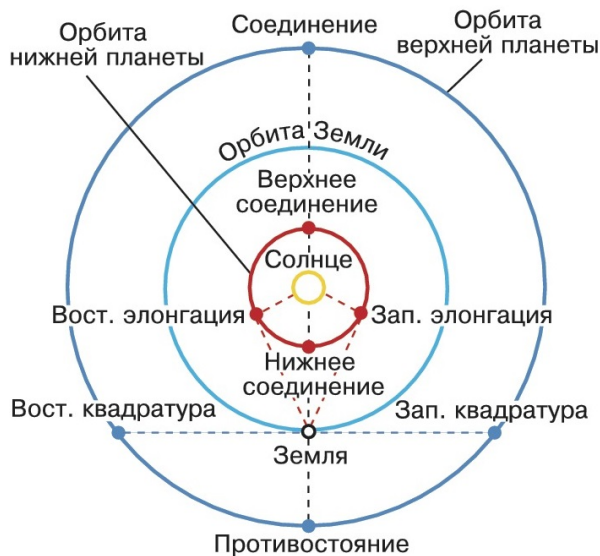 Соединение
Орбита
нижней планеты
Орбита
верхней планеты
Орбита Земли
Верхнее
соединение
Солнце
Вост. элонгация
Зап. элонгация
Нижнее
соединение
Вост. квадратура
Зап. квадратура
Земля
Противостояние